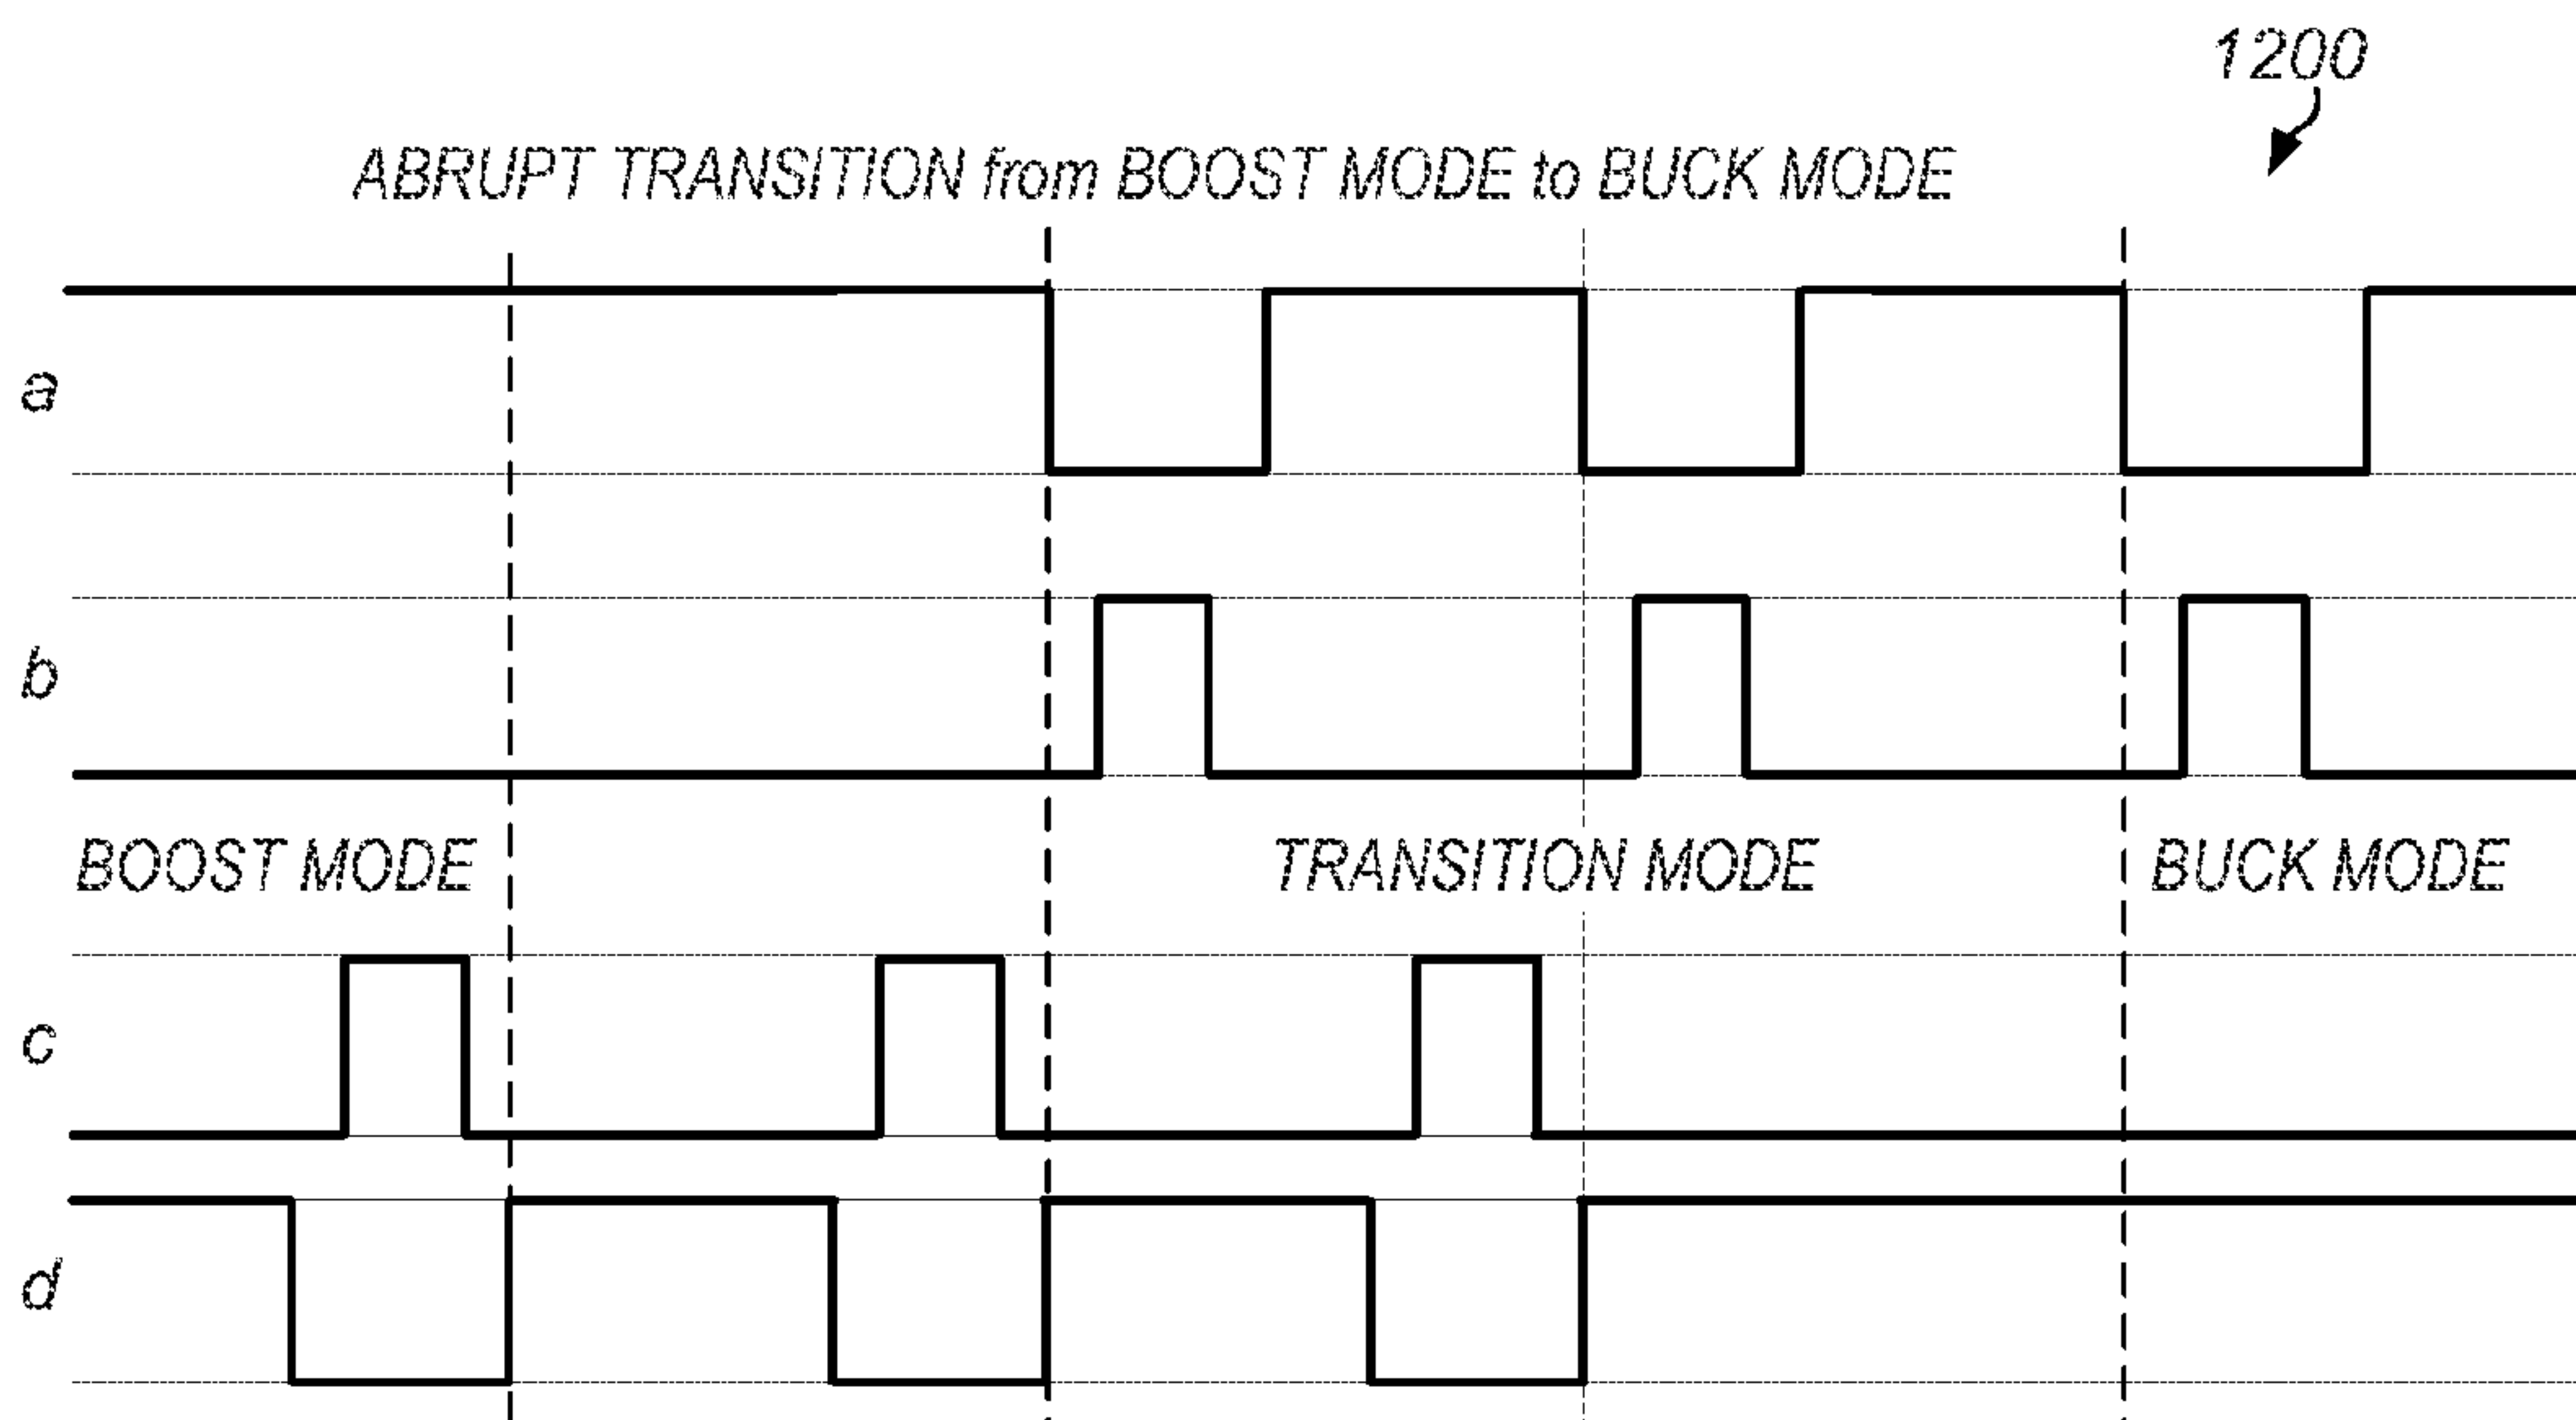 1200
ABRUPT TRANSITION from BOOST MODE to BUCK MODE
a
b
BOOST MODE TRANSITION MODE BUCK MODE
c
d